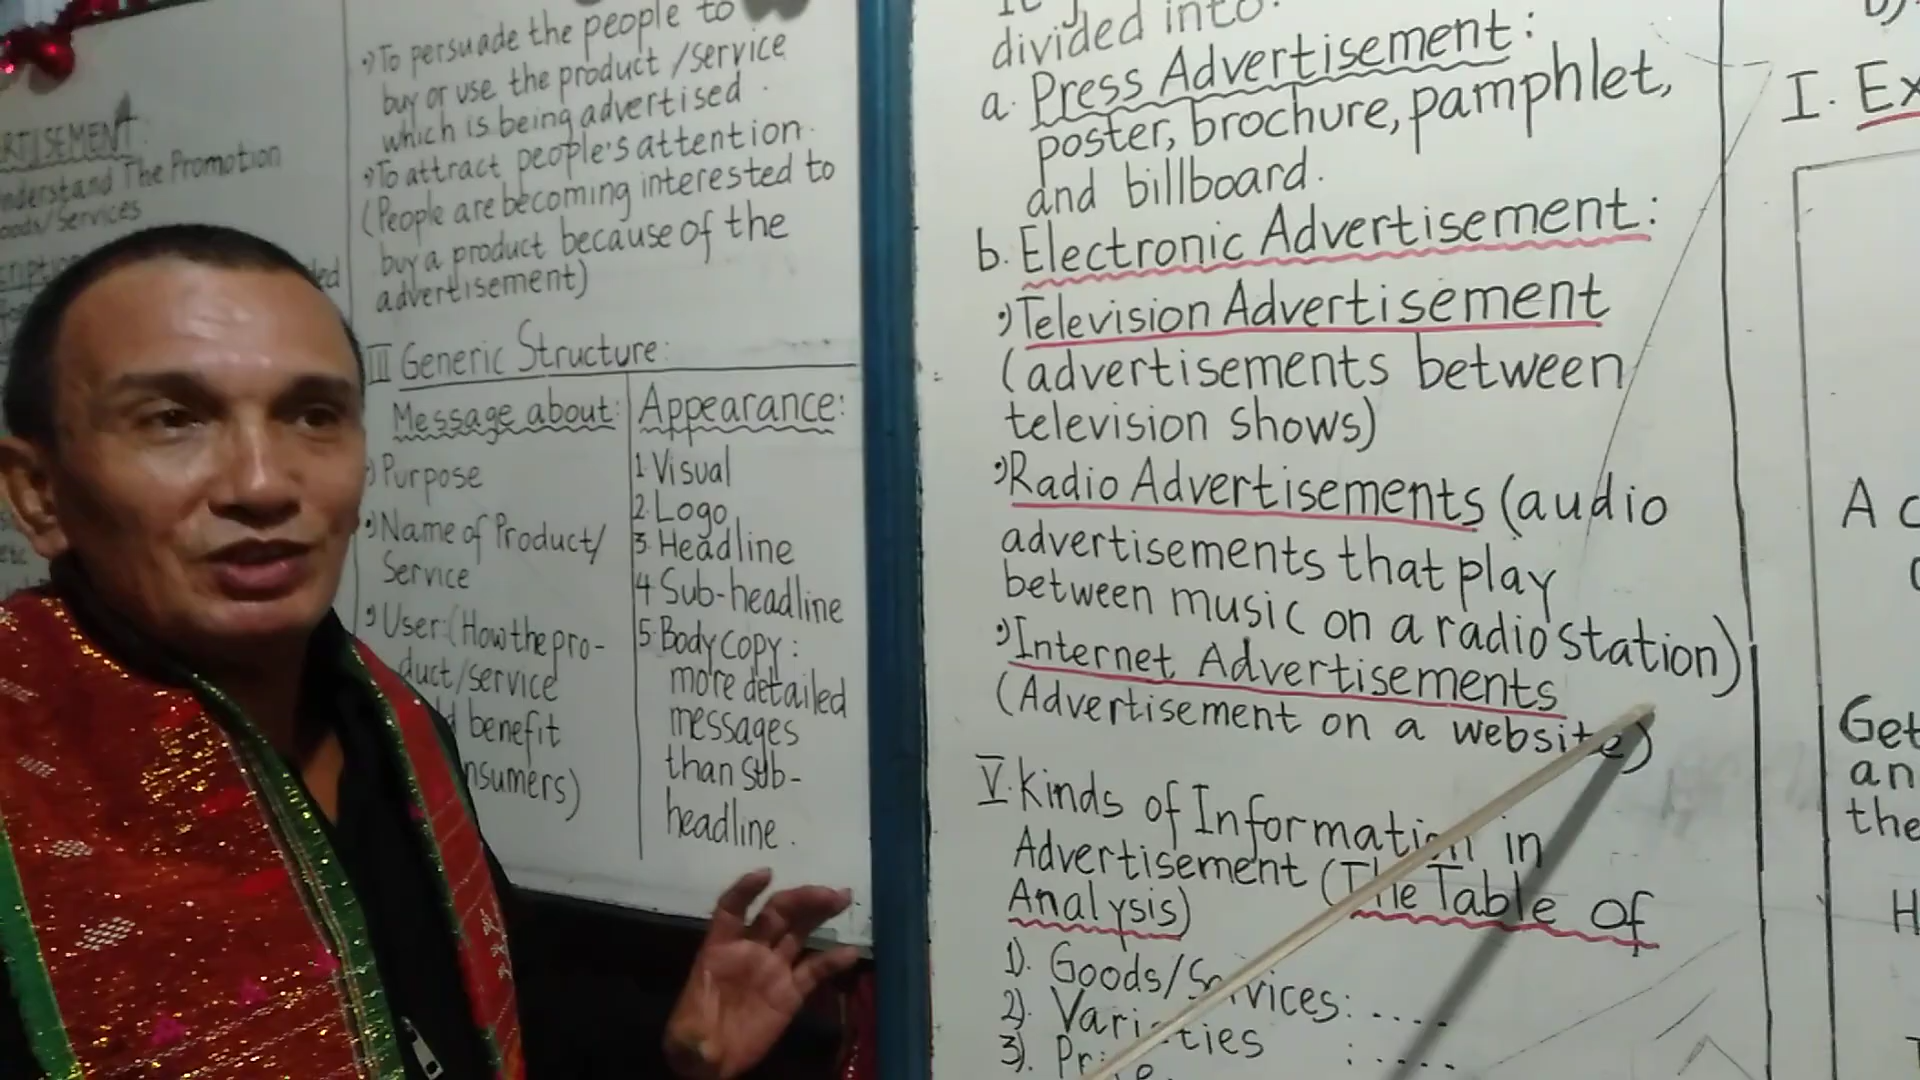 ARTISEMENT
Understand The Promotion
Goods/Services
•) To persuade the people to
buy or use the product /service
which is being advertised.
•) To attract people's attention.
(People are becoming interested to
buy a product because of the
advertisement)
III Generic Structure:
Message about:
•) Purpose
•) Name of Product/
Service
•) User: (How the pro-
duct/service
benefit
Appearance:
1. Visual
2. Logo
3. Headline
4. Sub-headline
5. Body copy:
more detailed
messages
than sub-
headline.
divided into:
a. Press Advertisement:
poster, brochure, pamphlet,
and billboard.
b. Electronic Advertisement:
•) Television Advertisement
(advertisements between
television shows)
•) Radio Advertisements (audio
advertisements that play
between music on a radio station)
•) Internet Advertisements
(Advertisement on a website)
V. Kinds of Information in
Advertisement (The Table of
Analysis)
1). Goods/Services: ....
2). Varieties : .....
3).
I. Ex
A c
Get
an
the
H